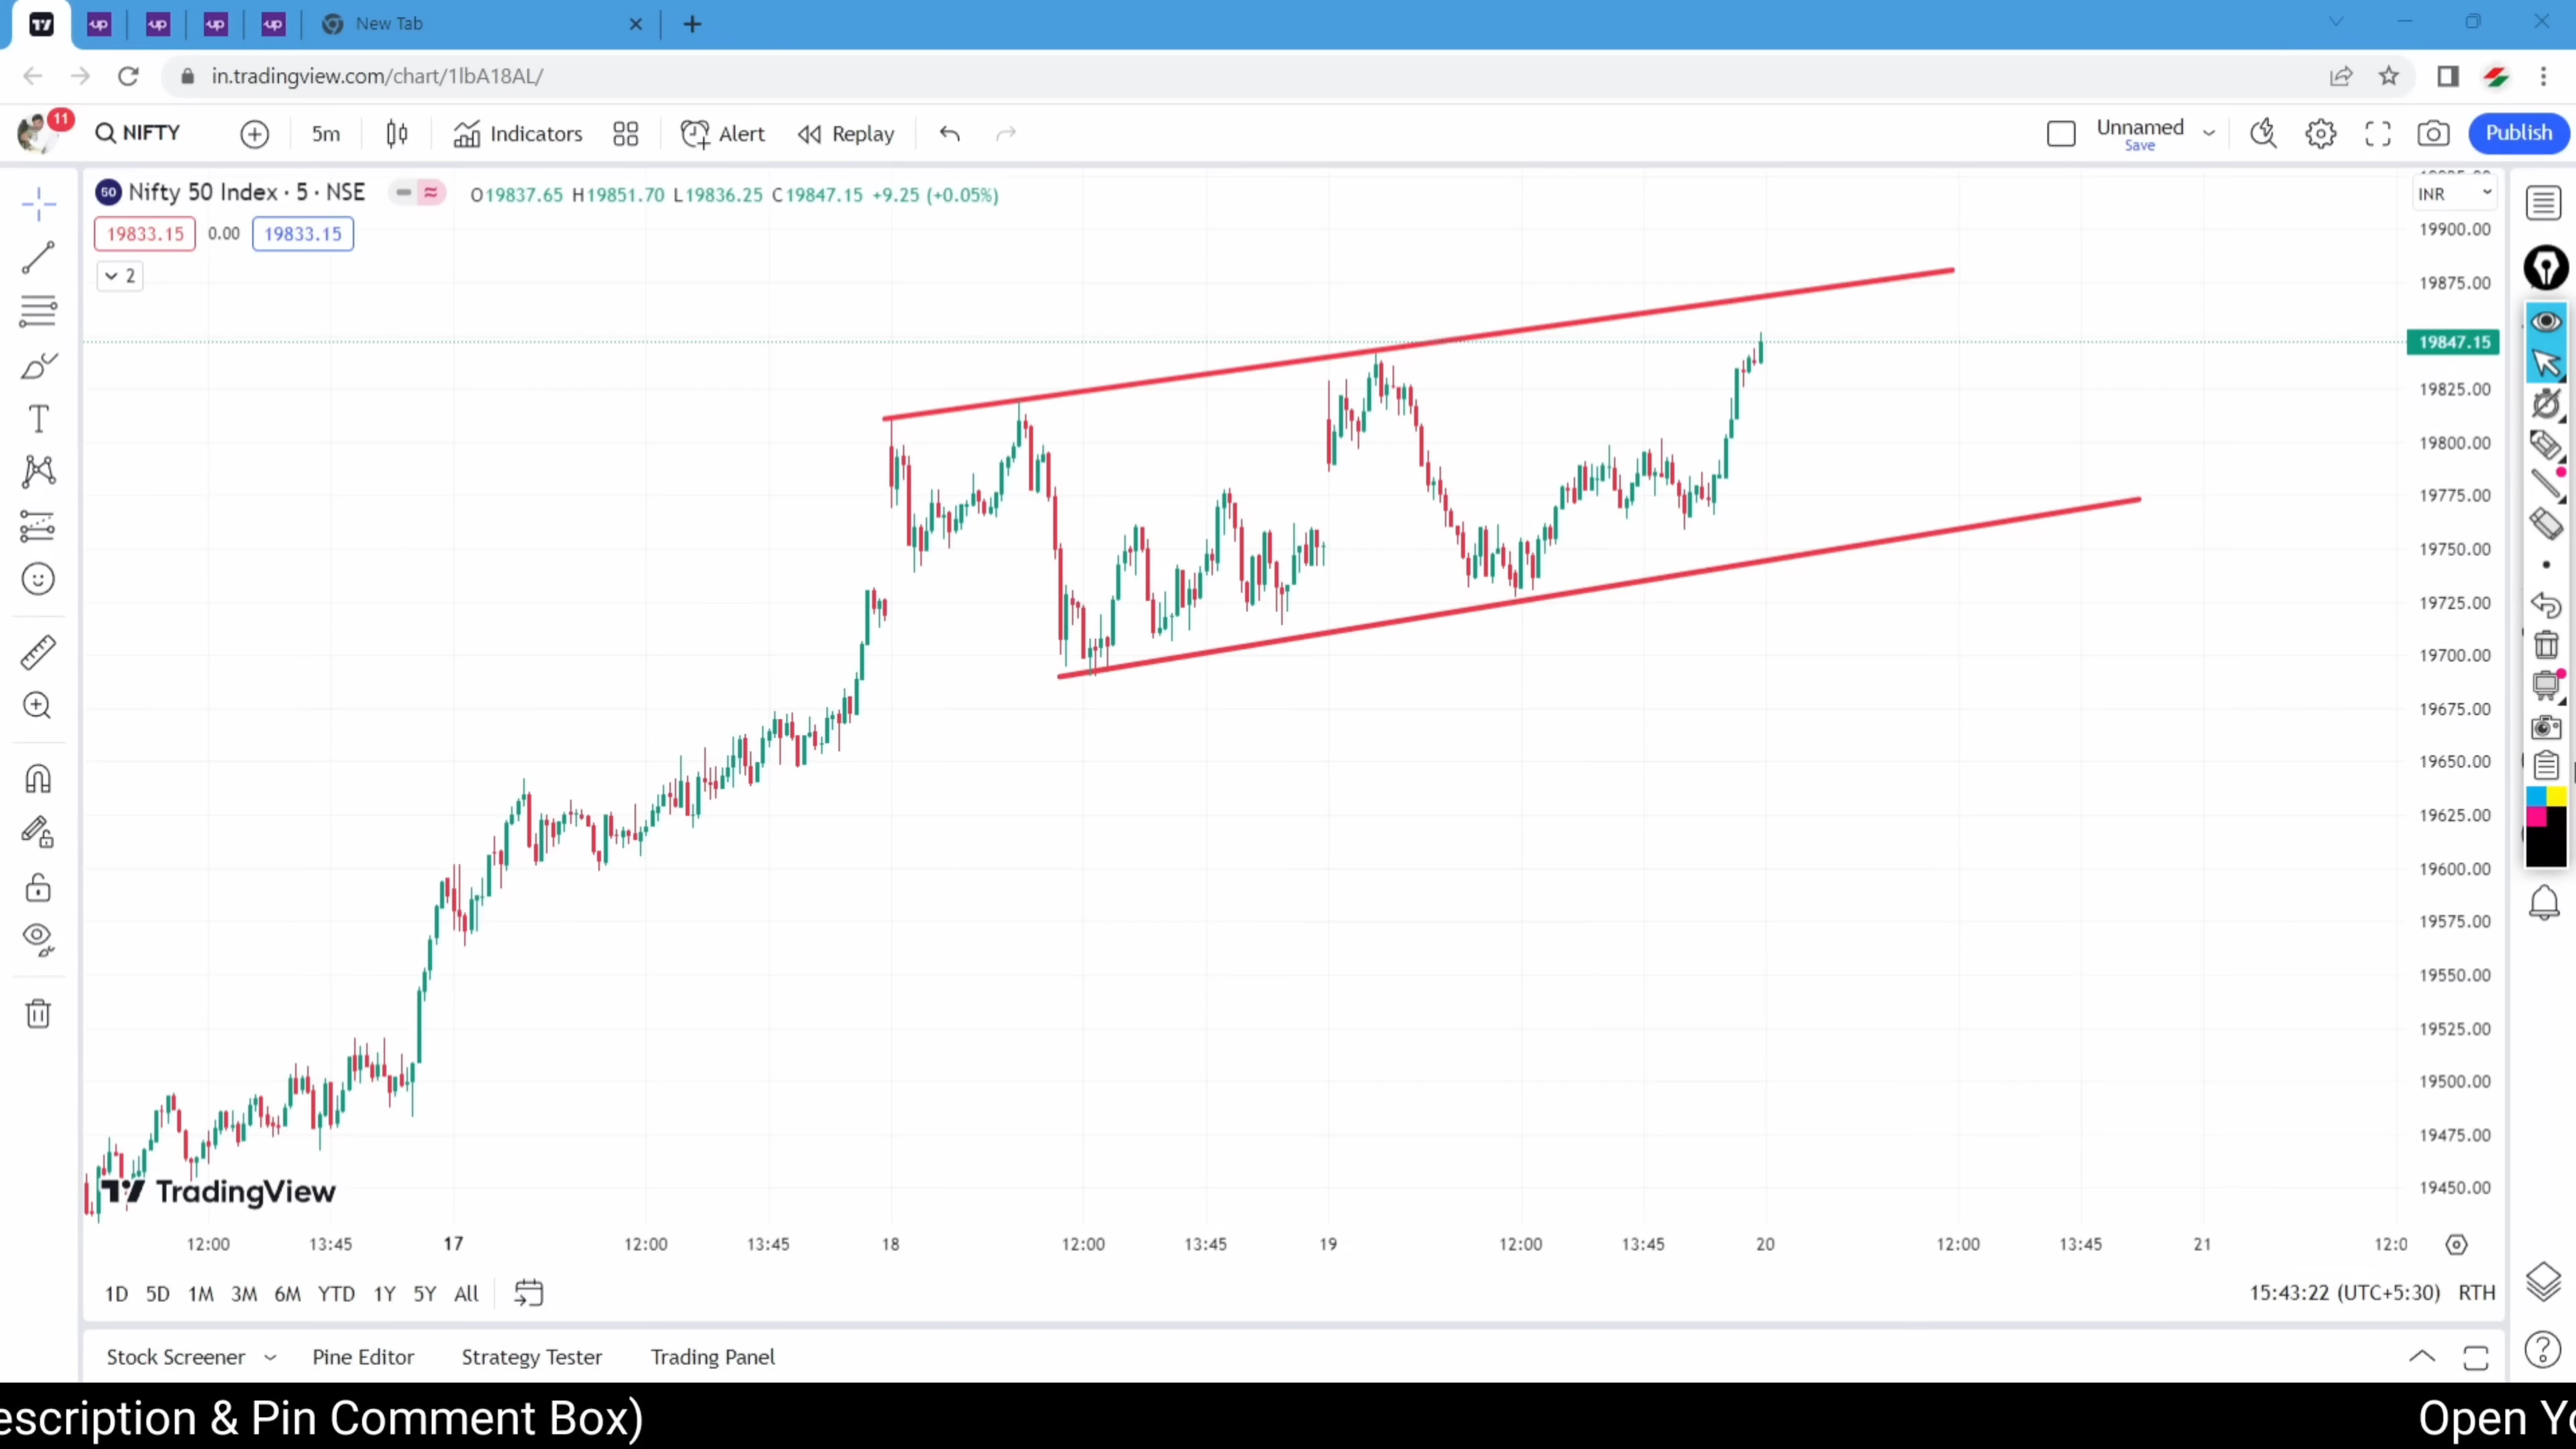 up up up up New Tab
in.tradingview.com/chart/1lbA18AL/
11 NIFTY 5m Indicators Alert Replay Unnamed Save Publish
50 Nifty 50 Index · 5 · NSE O19837.65 H19851.70 L19836.25 C19847.15 +9.25 (+0.05%)
INR
19833.15 0.00 19833.15
2
19900.00
19875.00
19847.15
19825.00
19800.00
19775.00
19750.00
19725.00
19700.00
19675.00
19650.00
19625.00
19600.00
19575.00
19550.00
19525.00
19500.00
19475.00
19450.00
TradingView
12:00 13:45 17 12:00 13:45 18 12:00 13:45 19 12:00 13:45 20 12:00 13:45 21 12:0
1D 5D 1M 3M 6M YTD 1Y 5Y All 15:43:22 (UTC+5:30) RTH
Stock Screener Pine Editor Strategy Tester Trading Panel
escription & Pin Comment Box) Open Yo